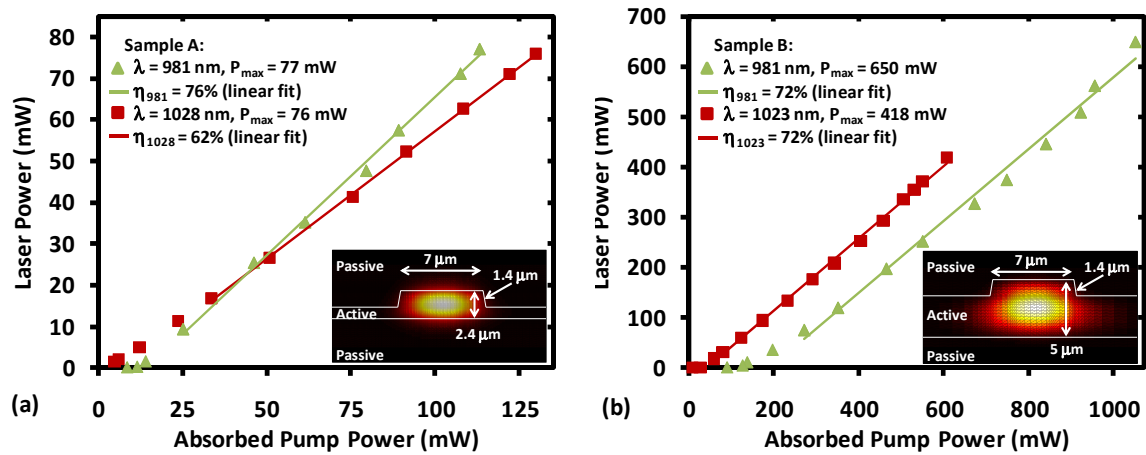 Sample A:
λ = 981 nm, Pmax = 77 mW
η981 = 76% (linear fit)
λ = 1028 nm, Pmax = 76 mW
η1028 = 62% (linear fit)
Laser Power (mW)
80
70
60
50
40
30
20
10
0
0 25 50 75 100 125
Absorbed Pump Power (mW)
(a)
Passive
Active
Passive
7 μm
1.4 μm
2.4 μm
Sample B:
λ = 981 nm, Pmax = 650 mW
η981 = 72% (linear fit)
λ = 1023 nm, Pmax = 418 mW
η1023 = 72% (linear fit)
Laser Power (mW)
700
600
500
400
300
200
100
0
0 200 400 600 800 1000
Absorbed Pump Power (mW)
(b)
Passive
Active
Passive
7 μm
1.4 μm
5 μm